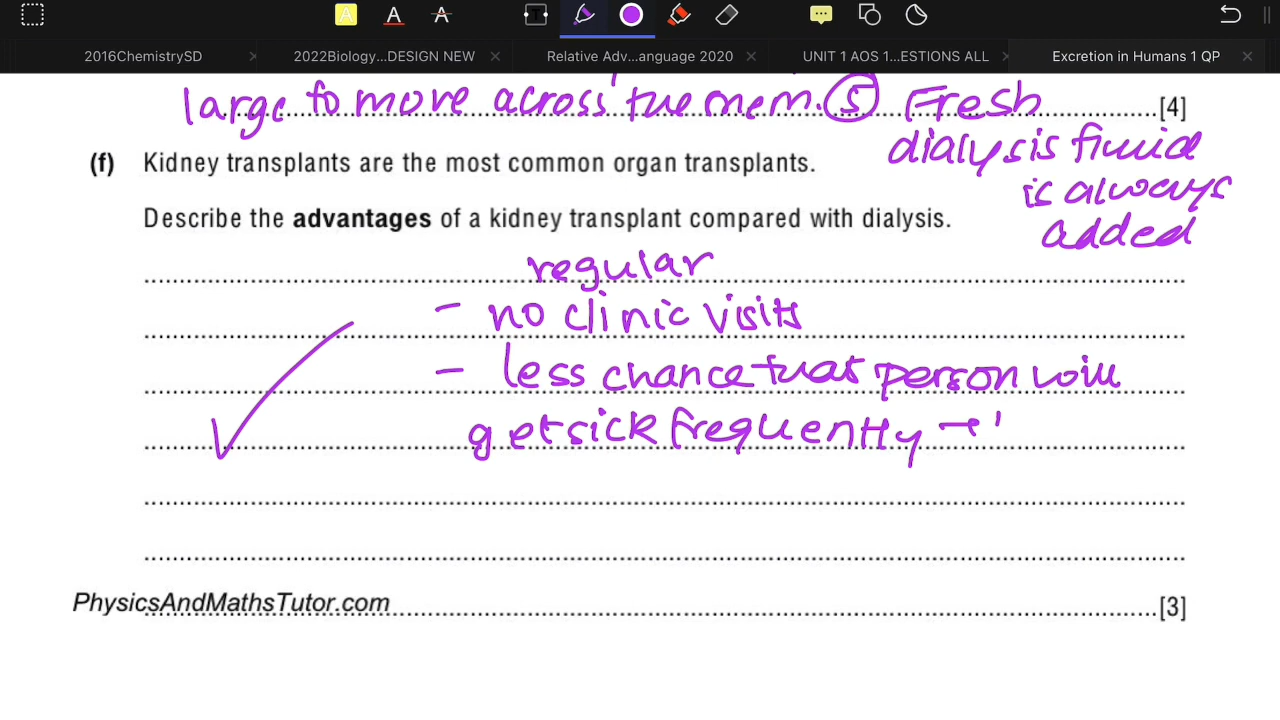 A A A T
2016ChemistrySD 2022Biology...DESIGN NEW Relative Adv...anguage 2020 UNIT 1 AOS 1...ESTIONS ALL Excretion in Humans 1 QP
large to move across the mem. (5) Fresh [4]
dialysis fluid
is always
added
(f) Kidney transplants are the most common organ transplants.
Describe the advantages of a kidney transplant compared with dialysis.
regular
- no clinic visits
- less chance that person will
get sick frequently →
PhysicsAndMathsTutor.com [3]